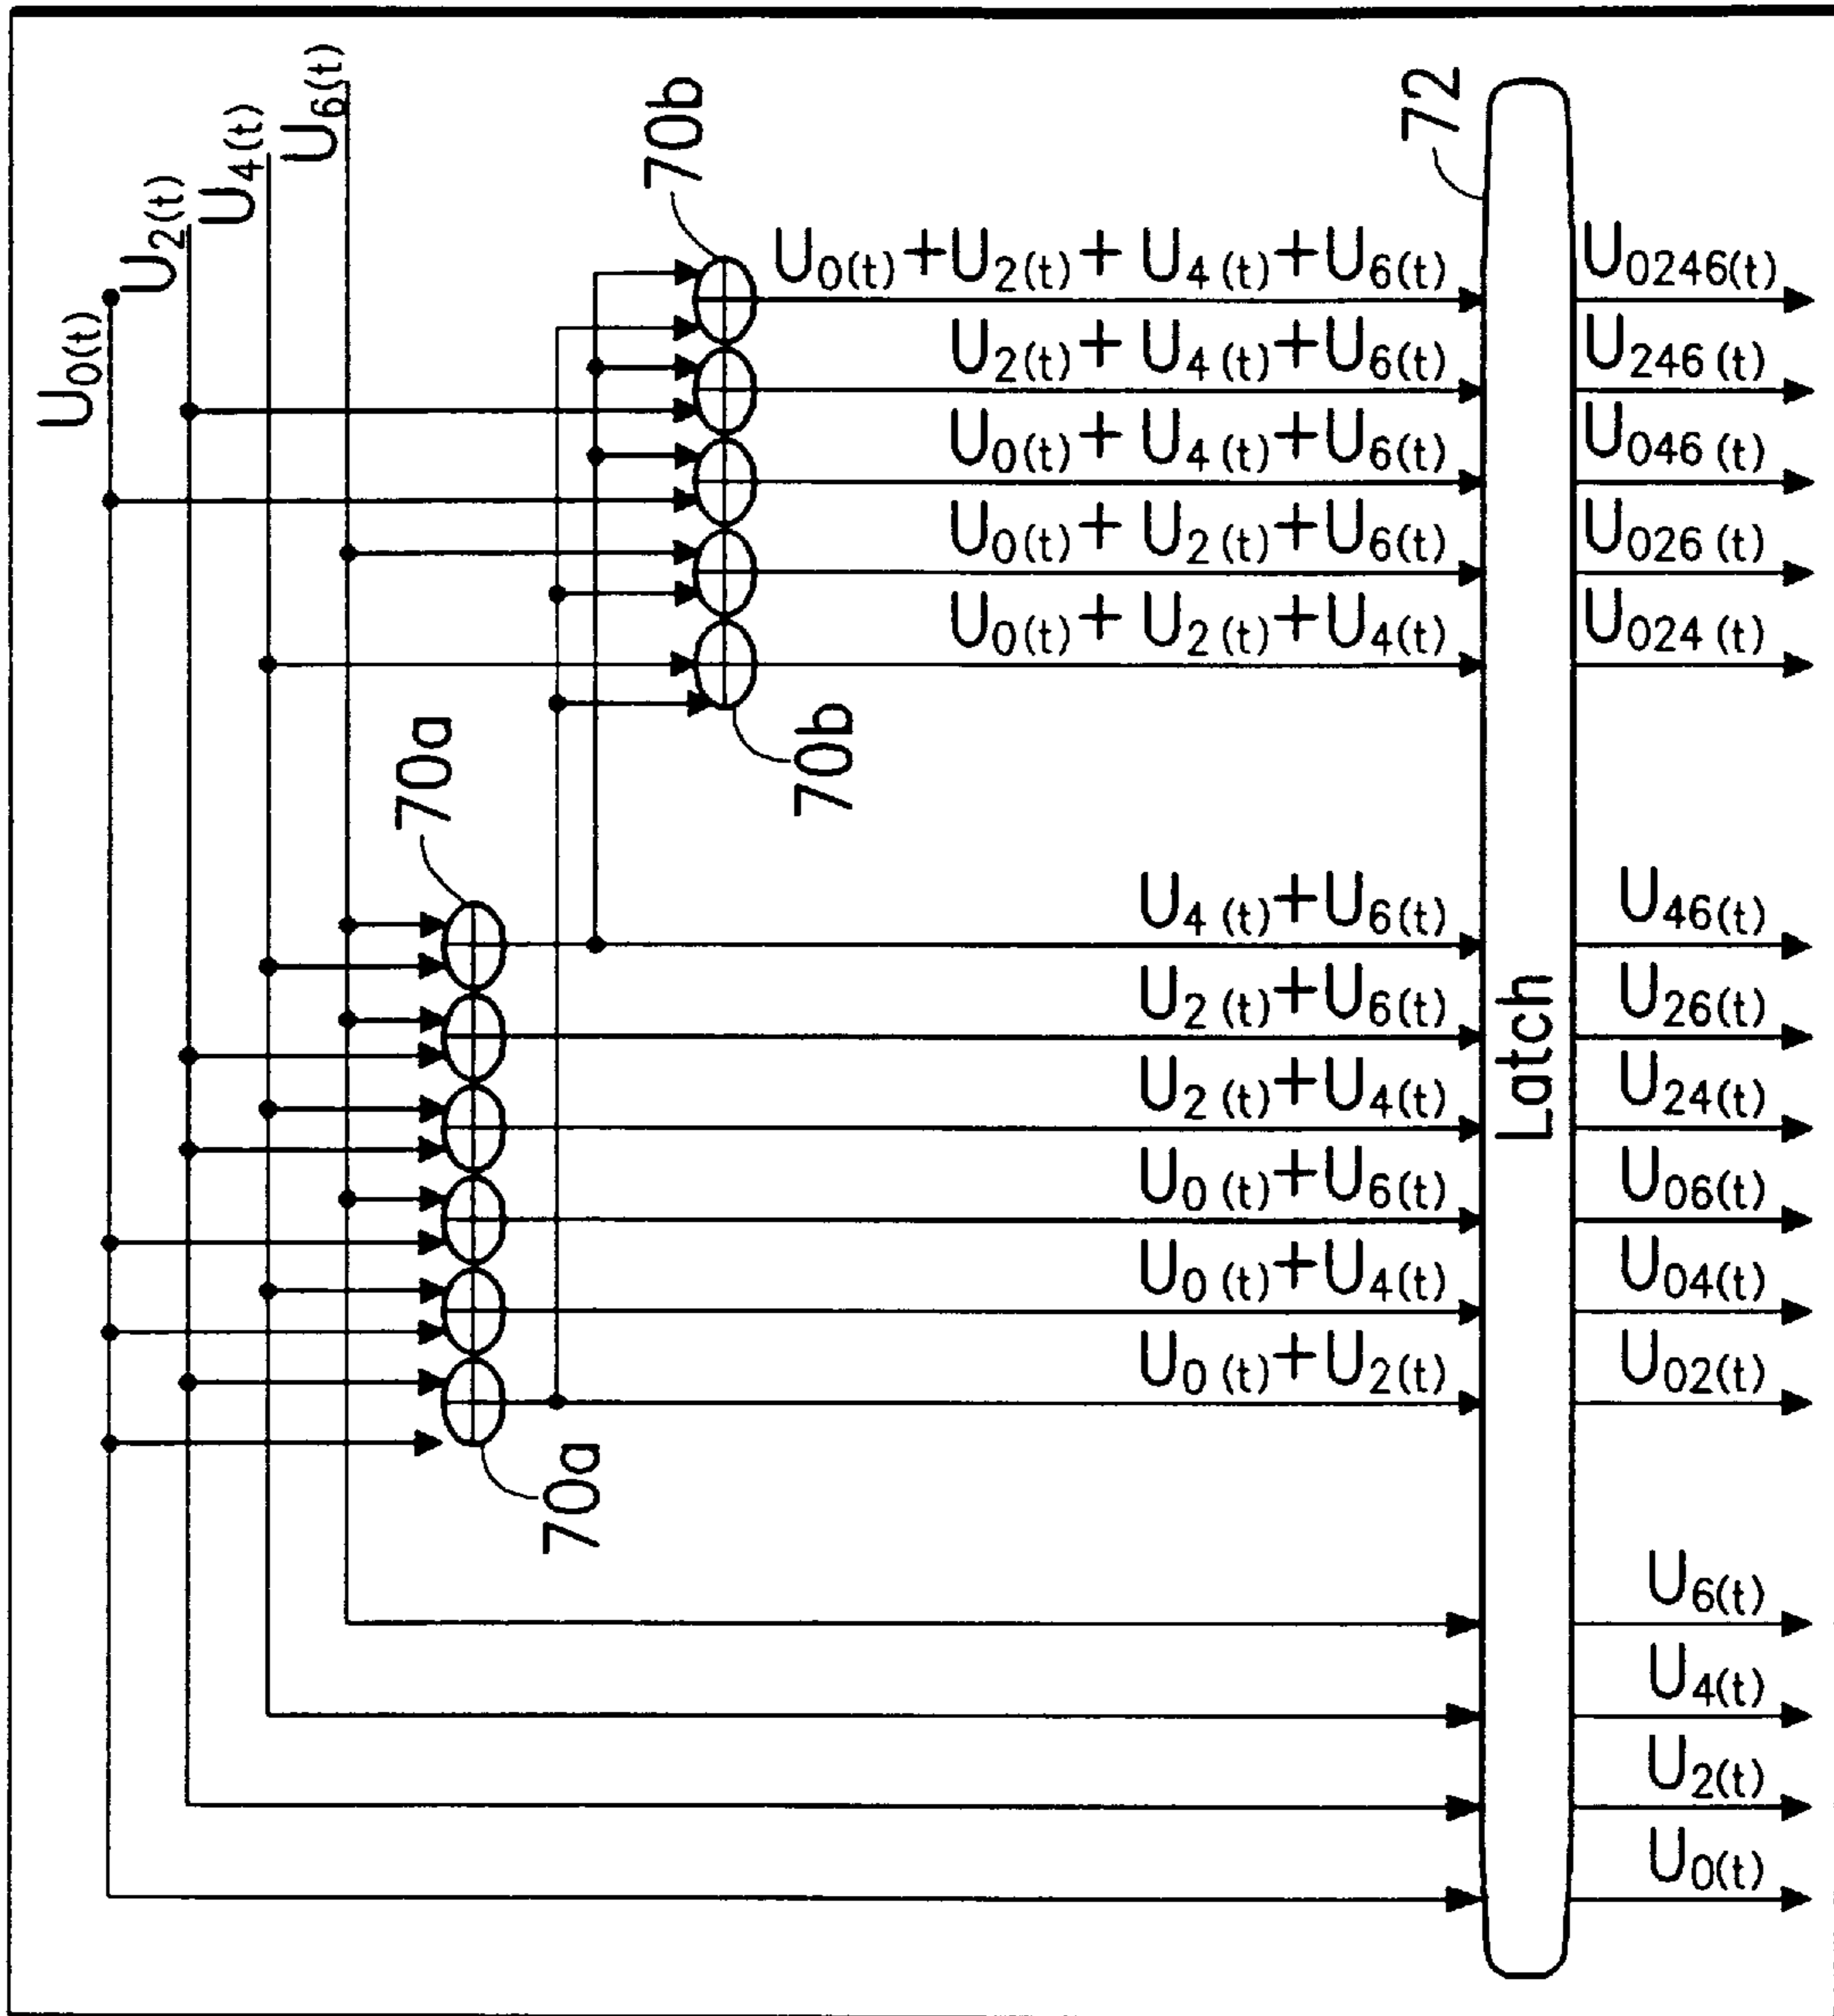 U0(t)
U2(t)
U4(t)
U6(t)
70b
72
U0(t)+U2(t)+U4(t)+U6(t)
U0246(t)
U2(t)+U4(t)+U6(t)
U246(t)
U0(t)+U4(t)+U6(t)
U046(t)
U0(t)+U2(t)+U6(t)
U026(t)
U0(t)+U2(t)+U4(t)
U024(t)
70b
70a
U4(t)+U6(t)
U46(t)
U2(t)+U6(t)
U26(t)
Latch
U2(t)+U4(t)
U24(t)
U0(t)+U6(t)
U06(t)
U0(t)+U4(t)
U04(t)
U0(t)+U2(t)
U02(t)
70a
U6(t)
U4(t)
U2(t)
U0(t)